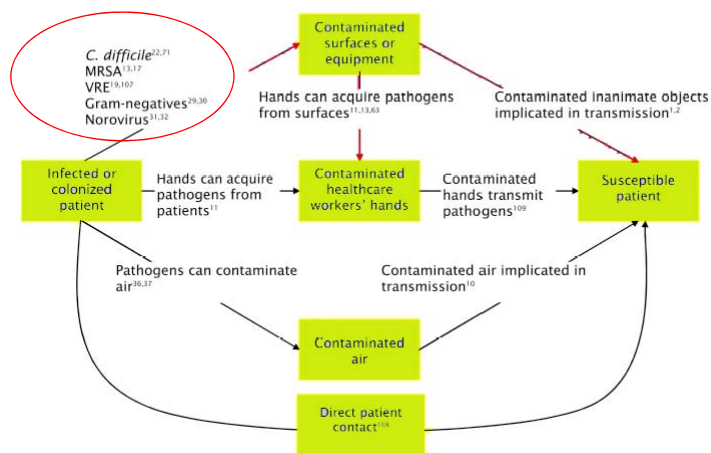 Contaminated
surfaces or
equipment
C. difficile22,71
MRSA13,17
VRE19,107
Gram-negatives29,30
Norovirus31,32
Hands can acquire pathogens
from surfaces11,13,63
Contaminated inanimate objects
implicated in transmission1,2
Infected or
colonized
patient
Hands can acquire
pathogens from
patients11
Contaminated
healthcare
workers' hands
Contaminated
hands transmit
pathogens109
Susceptible
patient
Pathogens can contaminate
air36,37
Contaminated air implicated in
transmission10
Contaminated
air
Direct patient
contact108